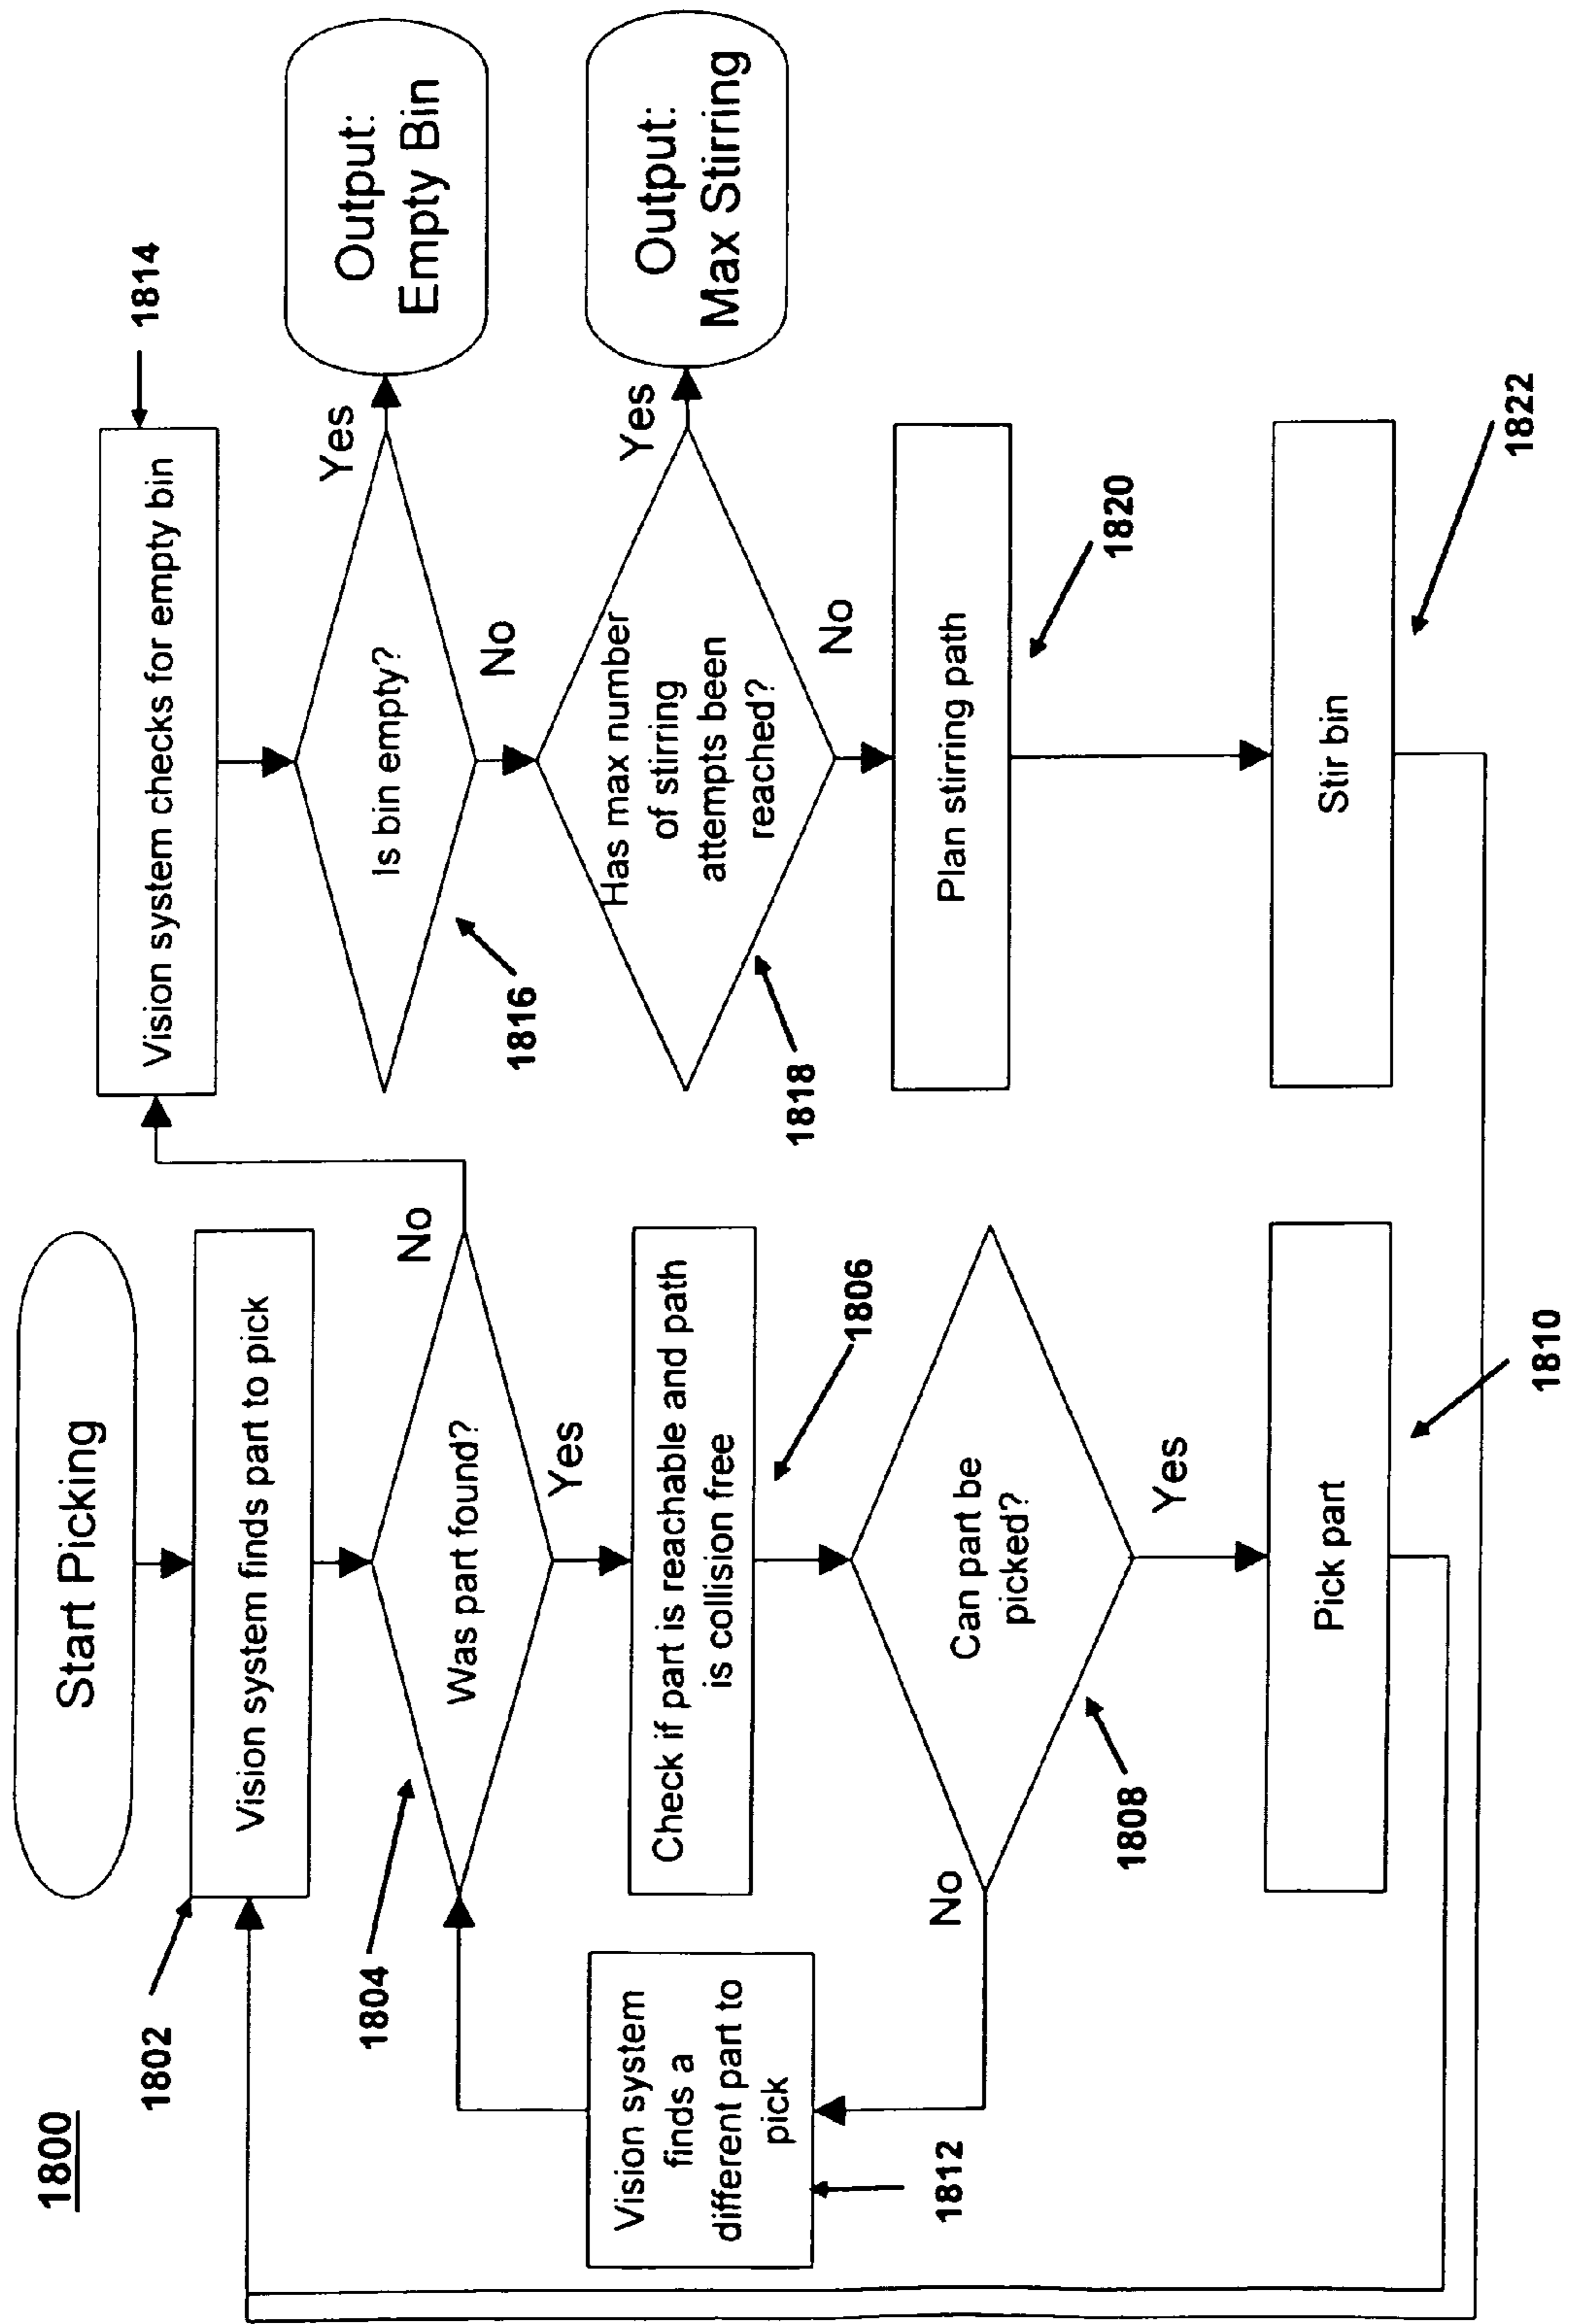 1800
Start Picking
1802
Vision system finds part to pick
1804
Was part found?
No
Yes
Check if part is reachable and path
is collision free
1806
Can part be
picked?
No
1808
Yes
Vision system
finds a
different part to
pick
1812
Pick part
1810
1814
Vision system checks for empty bin
Is bin empty?
Yes
Output:
Empty Bin
1816
No
Has max number
of stirring
attempts been
reached?
Yes
Output:
Max Stirring
1818
No
Plan stirring path
1820
Stir bin
1822